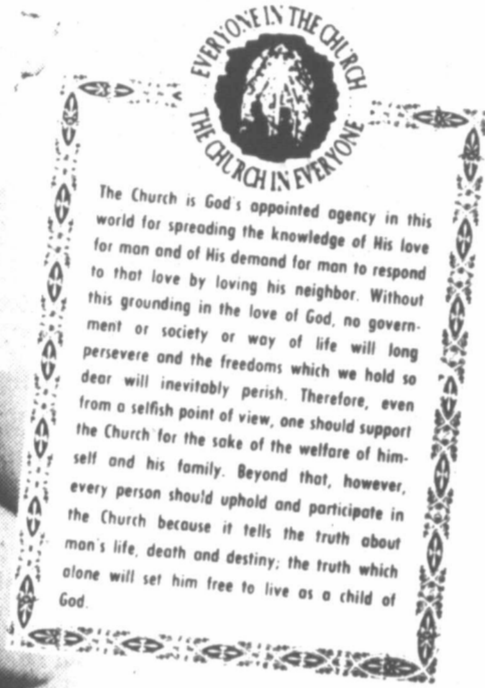 EVERYONE IN THE CHURCH
THE CHURCH IN EVERYONE
The Church is God's appointed agency in this
world for spreading the knowledge of His love
for man and of His demand for man to respond
to that love by loving his neighbor. Without
this grounding in the love of God, no govern-
ment or society or way of life will long
persevere and the freedoms which we hold so
dear will inevitably perish. Therefore, even
from a selfish point of view, one should support
the Church for the sake of the welfare of him-
self and his family. Beyond that, however,
every person should uphold and participate in
the Church because it tells the truth about
man's life, death and destiny; the truth which
alone will set him free to live as a child of
God.